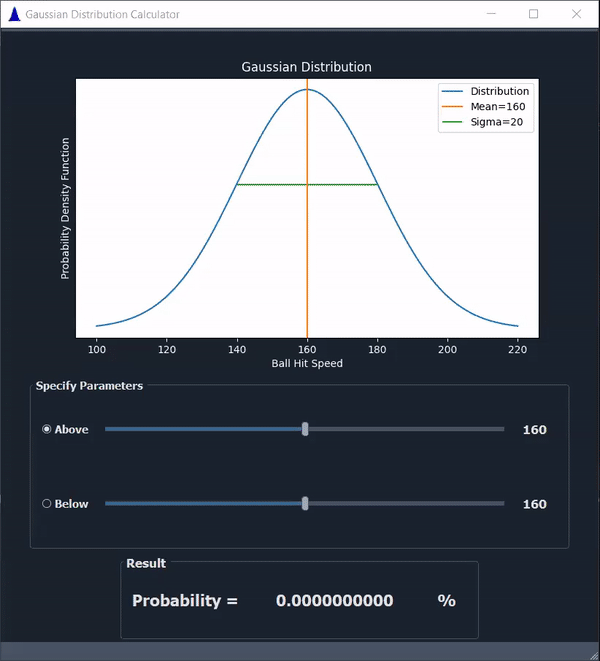 Gaussian Distribution Calculator
Gaussian Distribution
Distribution
Mean=160
Sigma=20
Probability Density Function
100 120 140 160 180 200 220
Ball Hit Speed
Specify Parameters
Above 160
Below 160
Result
Probability = 0.0000000000 %